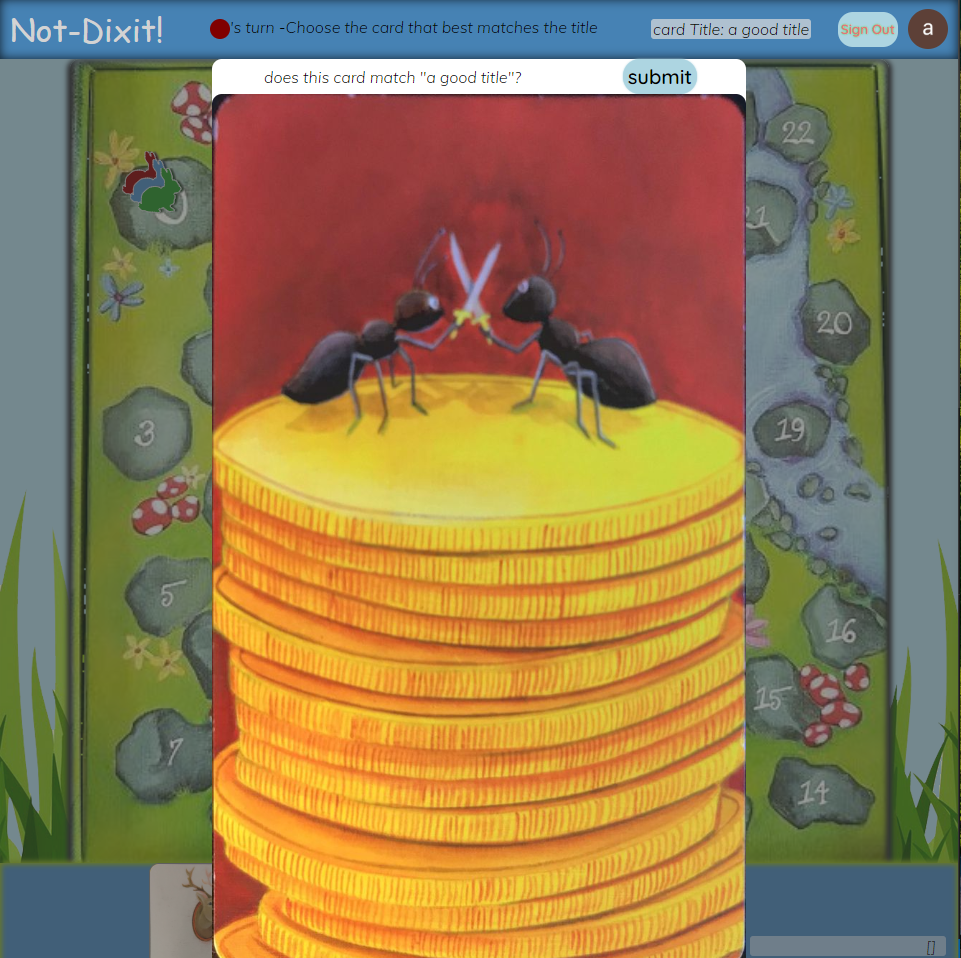 Not-Dixit!
's turn -Choose the card that best matches the title
card Title: a good title
Sign Out
a
does this card match "a good title"?
submit
22
21
20
3
19
5
16
15
7
14
[]